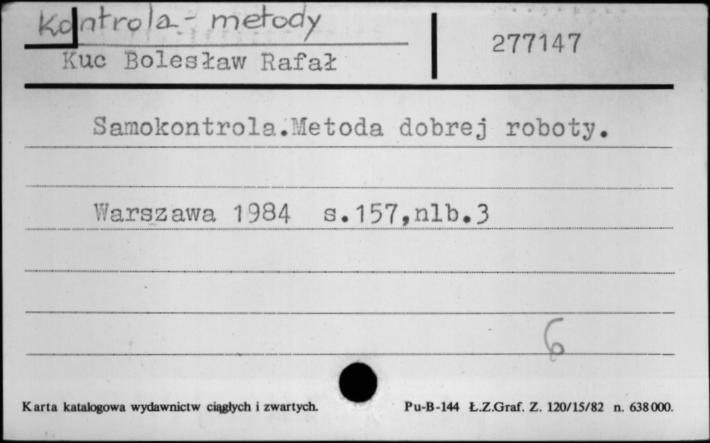 Kontrola - metody
277147
Kuc Bolesław Rafał
Samokontrola.Metoda dobrej roboty.
Warszawa 1984 s.157,nlb.3
6
Karta katalogowa wydawnictw ciągłych i zwartych. Pu-B-144 Ł.Z.Graf. Z. 120/15/82 n. 638000.